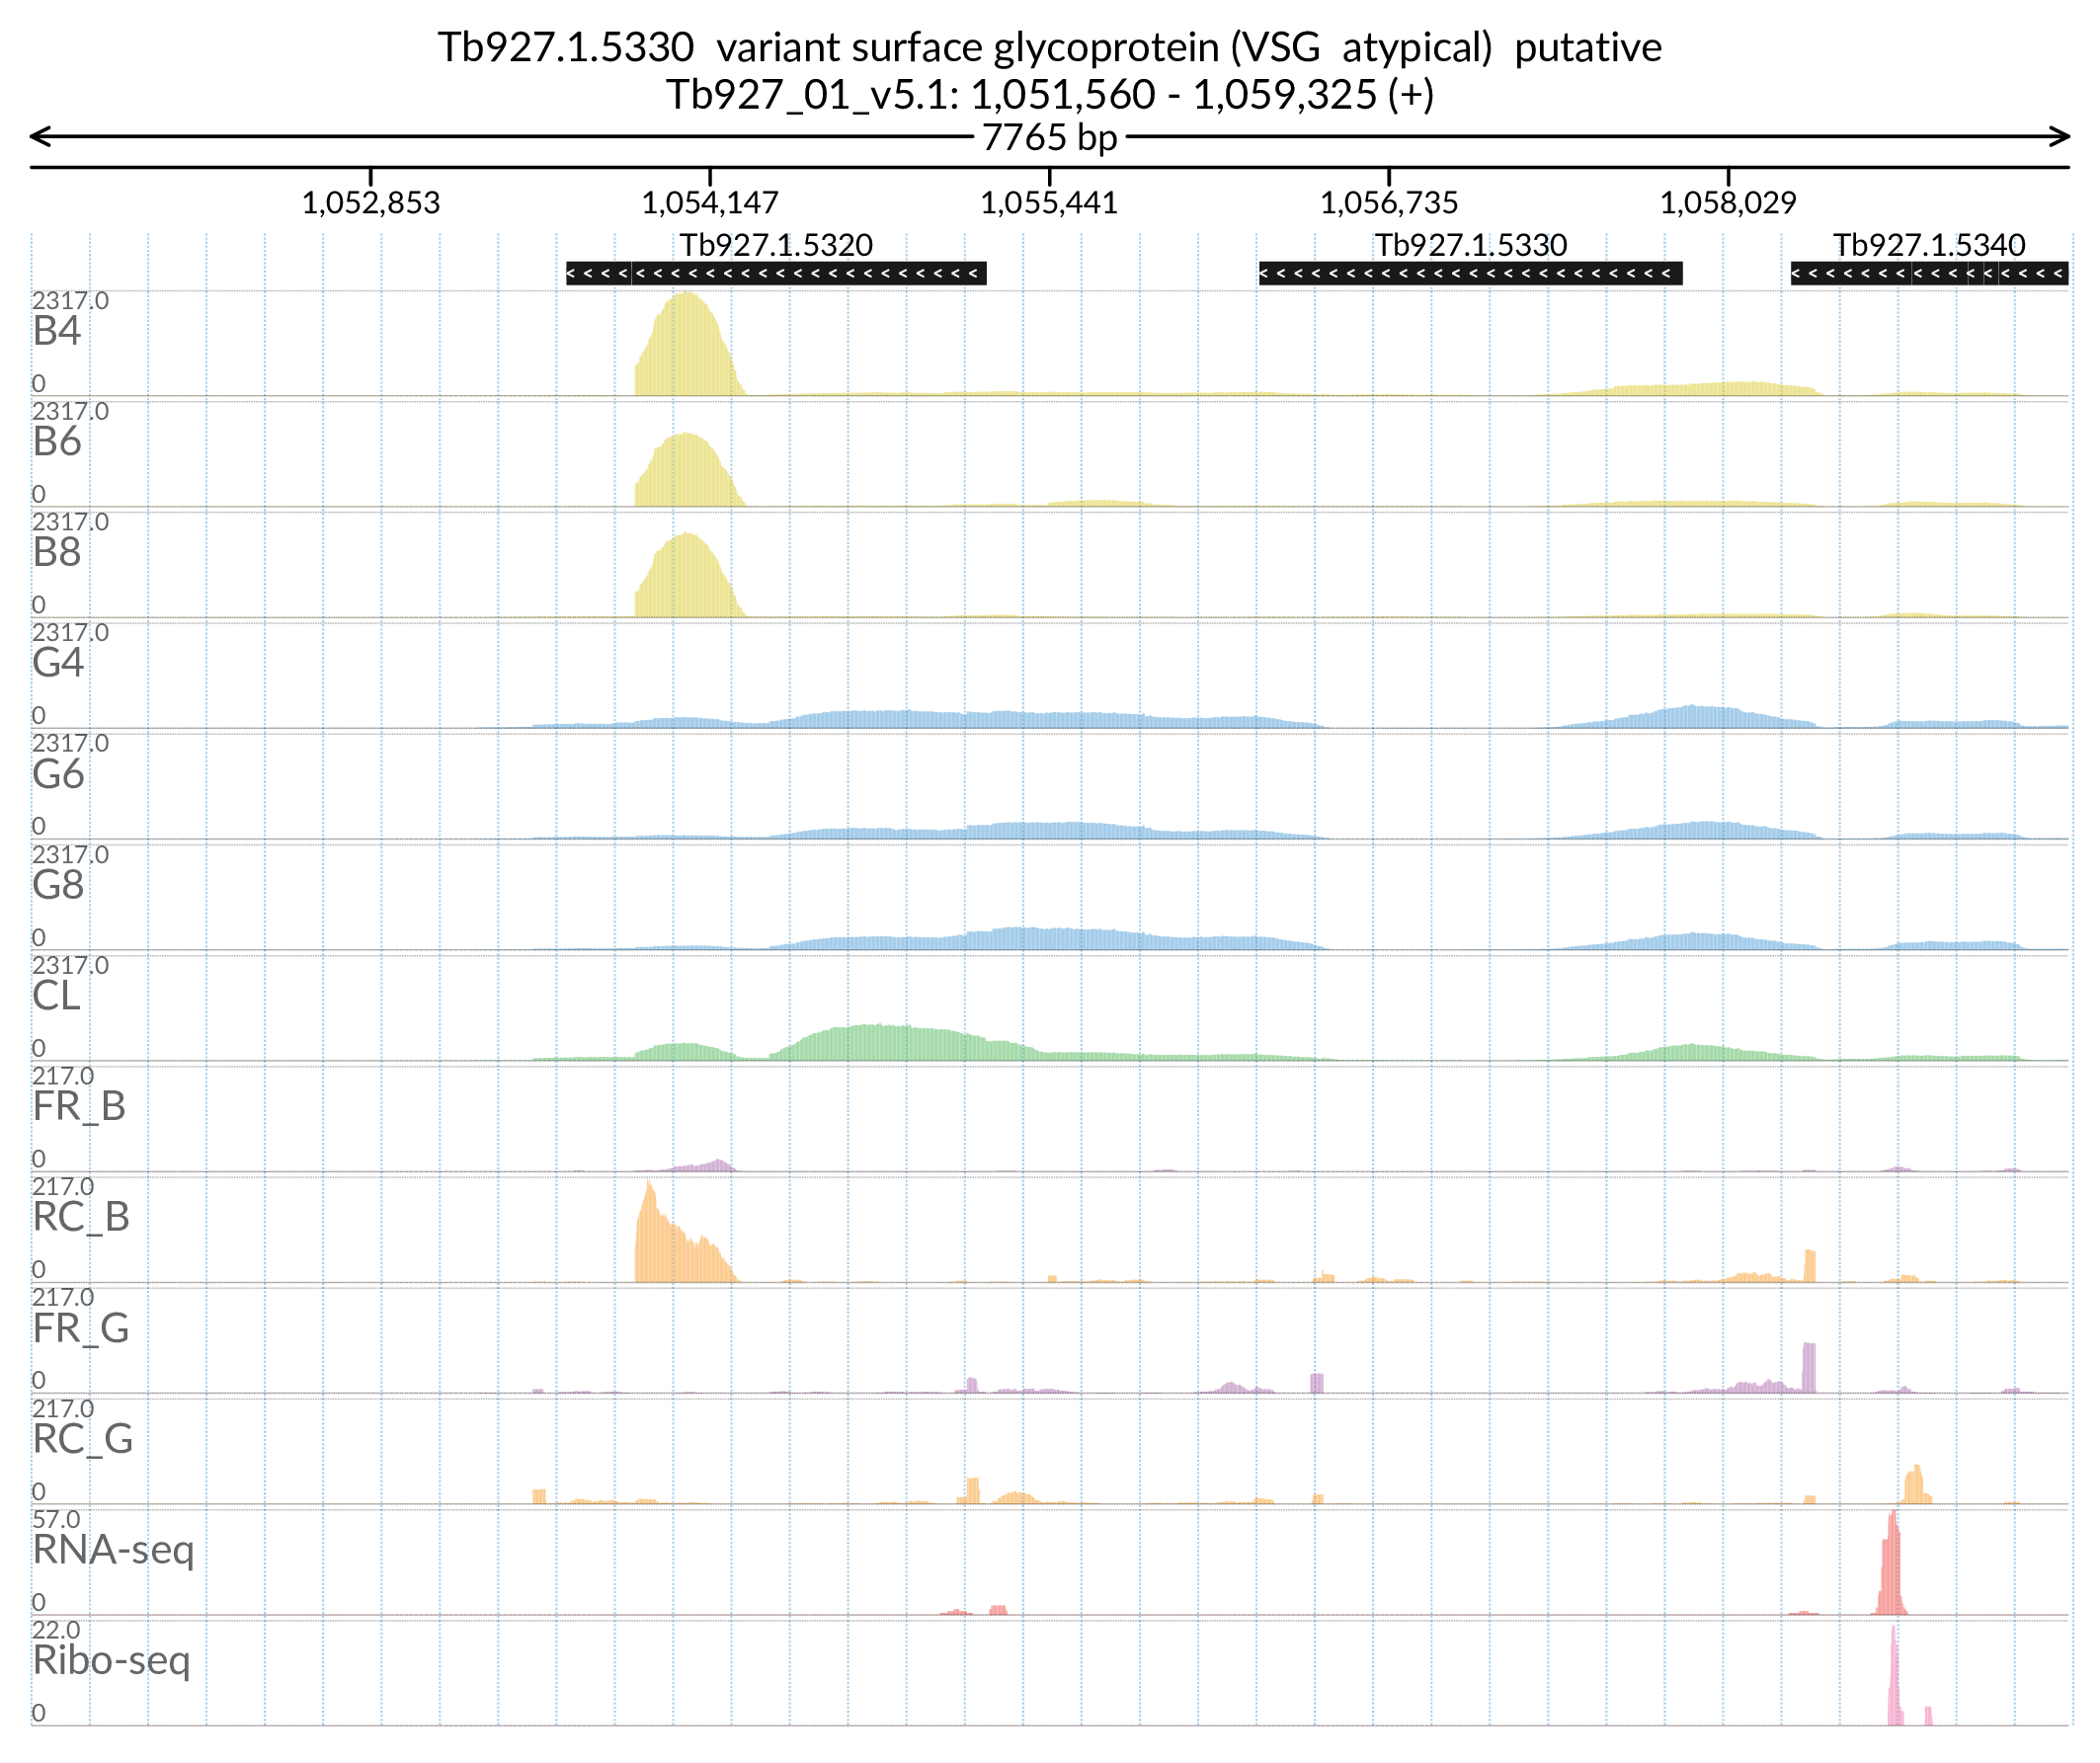 Tb927.1.5330  variant surface glycoprotein (VSG  atypical)  putative
Tb927_01_v5.1: 1,051,560 - 1,059,325 (+)
7765 bp
1,052,853 1,054,147 1,055,441 1,056,735 1,058,029
Tb927.1.5320 Tb927.1.5330 Tb927.1.5340
2317.0
B4
0
2317.0
B6
0
2317.0
B8
0
2317.0
G4
0
2317.0
G6
0
2317.0
G8
0
2317.0
CL
0
217.0
FR_B
0
217.0
RC_B
0
217.0
FR_G
0
217.0
RC_G
0
57.0
RNA-seq
0
22.0
Ribo-seq
0